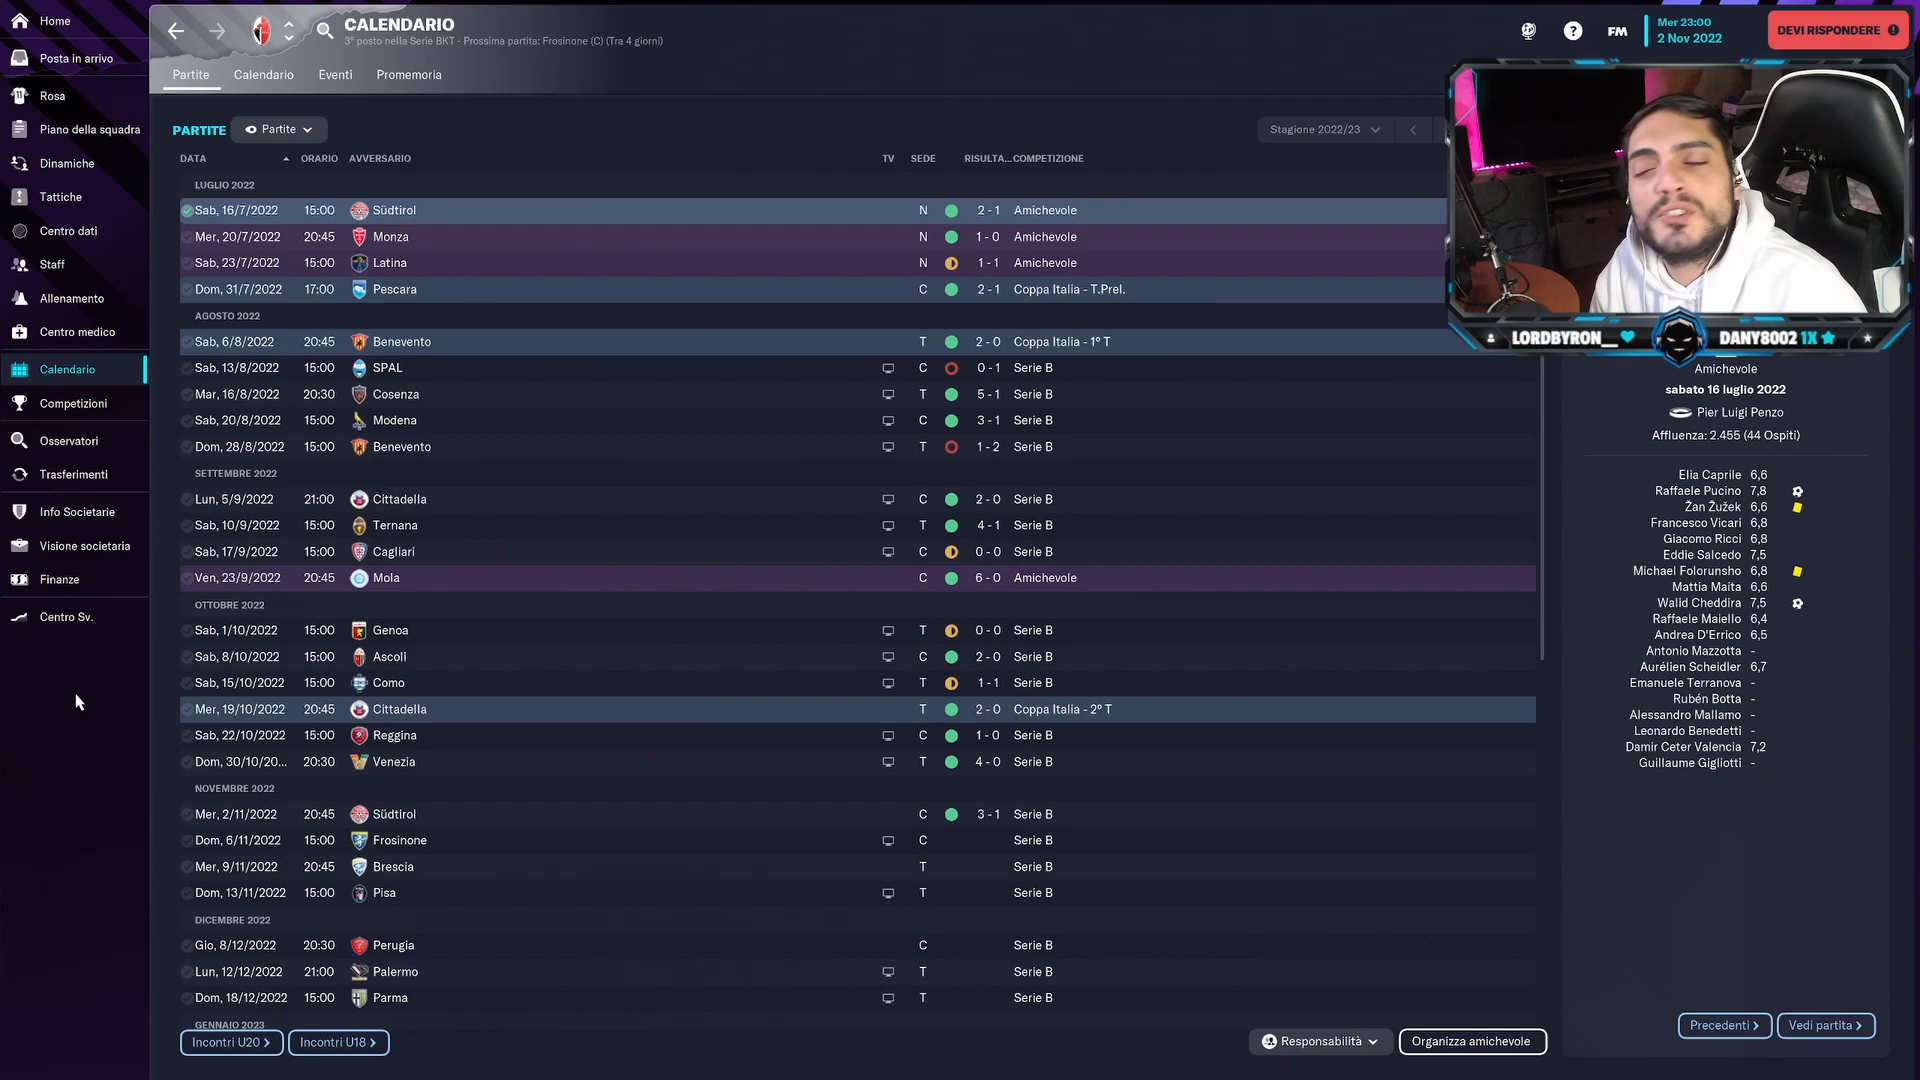 Home
Posta in arrivo
Rosa
Piano della squadra
Dinamiche
Tattiche
Centro dati
Staff
Allenamento
Centro medico
Calendario
Competizioni
Osservatori
Trasferimenti
Info Societarie
Visione societaria
Finanze
Centro Sv.
CALENDARIO
3° posto nella Serie BKT - Prossima partita: Frosinone (C) (Tra 4 giorni)
FM
Mer 23:00
2 Nov 2022
DEVI RISPONDERE
Partite Calendario Eventi Promemoria
PARTITE Partite
Stagione 2022/23
DATA ORARIO AVVERSARIO TV SEDE RISULTA... COMPETIZIONE
LUGLIO 2022
Sab, 16/7/2022 15:00 Südtirol N 2 - 1 Amichevole
Mer, 20/7/2022 20:45 Monza N 1 - 0 Amichevole
Sab, 23/7/2022 15:00 Latina N 1 - 1 Amichevole
Dom, 31/7/2022 17:00 Pescara C 2 - 1 Coppa Italia - T.Prel.
AGOSTO 2022
Sab, 6/8/2022 20:45 Benevento T 2 - 0 Coppa Italia - 1° T
Sab, 13/8/2022 15:00 SPAL C 0 - 1 Serie B
Mar, 16/8/2022 20:30 Cosenza T 5 - 1 Serie B
Sab, 20/8/2022 15:00 Modena C 3 - 1 Serie B
Dom, 28/8/2022 15:00 Benevento T 1 - 2 Serie B
SETTEMBRE 2022
Lun, 5/9/2022 21:00 Cittadella C 2 - 0 Serie B
Sab, 10/9/2022 15:00 Ternana T 4 - 1 Serie B
Sab, 17/9/2022 15:00 Cagliari C 0 - 0 Serie B
Ven, 23/9/2022 20:45 Mola C 6 - 0 Amichevole
OTTOBRE 2022
Sab, 1/10/2022 15:00 Genoa T 0 - 0 Serie B
Sab, 8/10/2022 15:00 Ascoli C 2 - 0 Serie B
Sab, 15/10/2022 15:00 Como T 1 - 1 Serie B
Mer, 19/10/2022 20:45 Cittadella T 2 - 0 Coppa Italia - 2° T
Sab, 22/10/2022 15:00 Reggina C 1 - 0 Serie B
Dom, 30/10/20... 20:30 Venezia T 4 - 0 Serie B
NOVEMBRE 2022
Mer, 2/11/2022 20:45 Südtirol C 3 - 1 Serie B
Dom, 6/11/2022 15:00 Frosinone C Serie B
Mer, 9/11/2022 20:45 Brescia T Serie B
Dom, 13/11/2022 15:00 Pisa T Serie B
DICEMBRE 2022
Gio, 8/12/2022 20:30 Perugia C Serie B
Lun, 12/12/2022 21:00 Palermo T Serie B
Dom, 18/12/2022 15:00 Parma T Serie B
GENNAIO 2023
Incontri U20 Incontri U18
Responsabilità Organizza amichevole
LORDBYRON__ DANY8002 1X
Amichevole
sabato 16 luglio 2022
Pier Luigi Penzo
Affluenza: 2.455 (44 Ospiti)
Elia Caprile 6,6
Raffaele Pucino 7,8
Žan Žužek 6,6
Francesco Vicari 6,8
Giacomo Ricci 6,8
Eddie Salcedo 7,5
Michael Folorunsho 6,8
Mattia Maita 6,6
Walid Cheddira 7,5
Raffaele Maiello 6,4
Andrea D'Errico 6,5
Antonio Mazzotta -
Aurélien Scheidler 6,7
Emanuele Terranova -
Rubén Botta -
Alessandro Mallamo -
Leonardo Benedetti -
Damir Ceter Valencia 7,2
Guillaume Gigliotti -
Precedenti Vedi partita